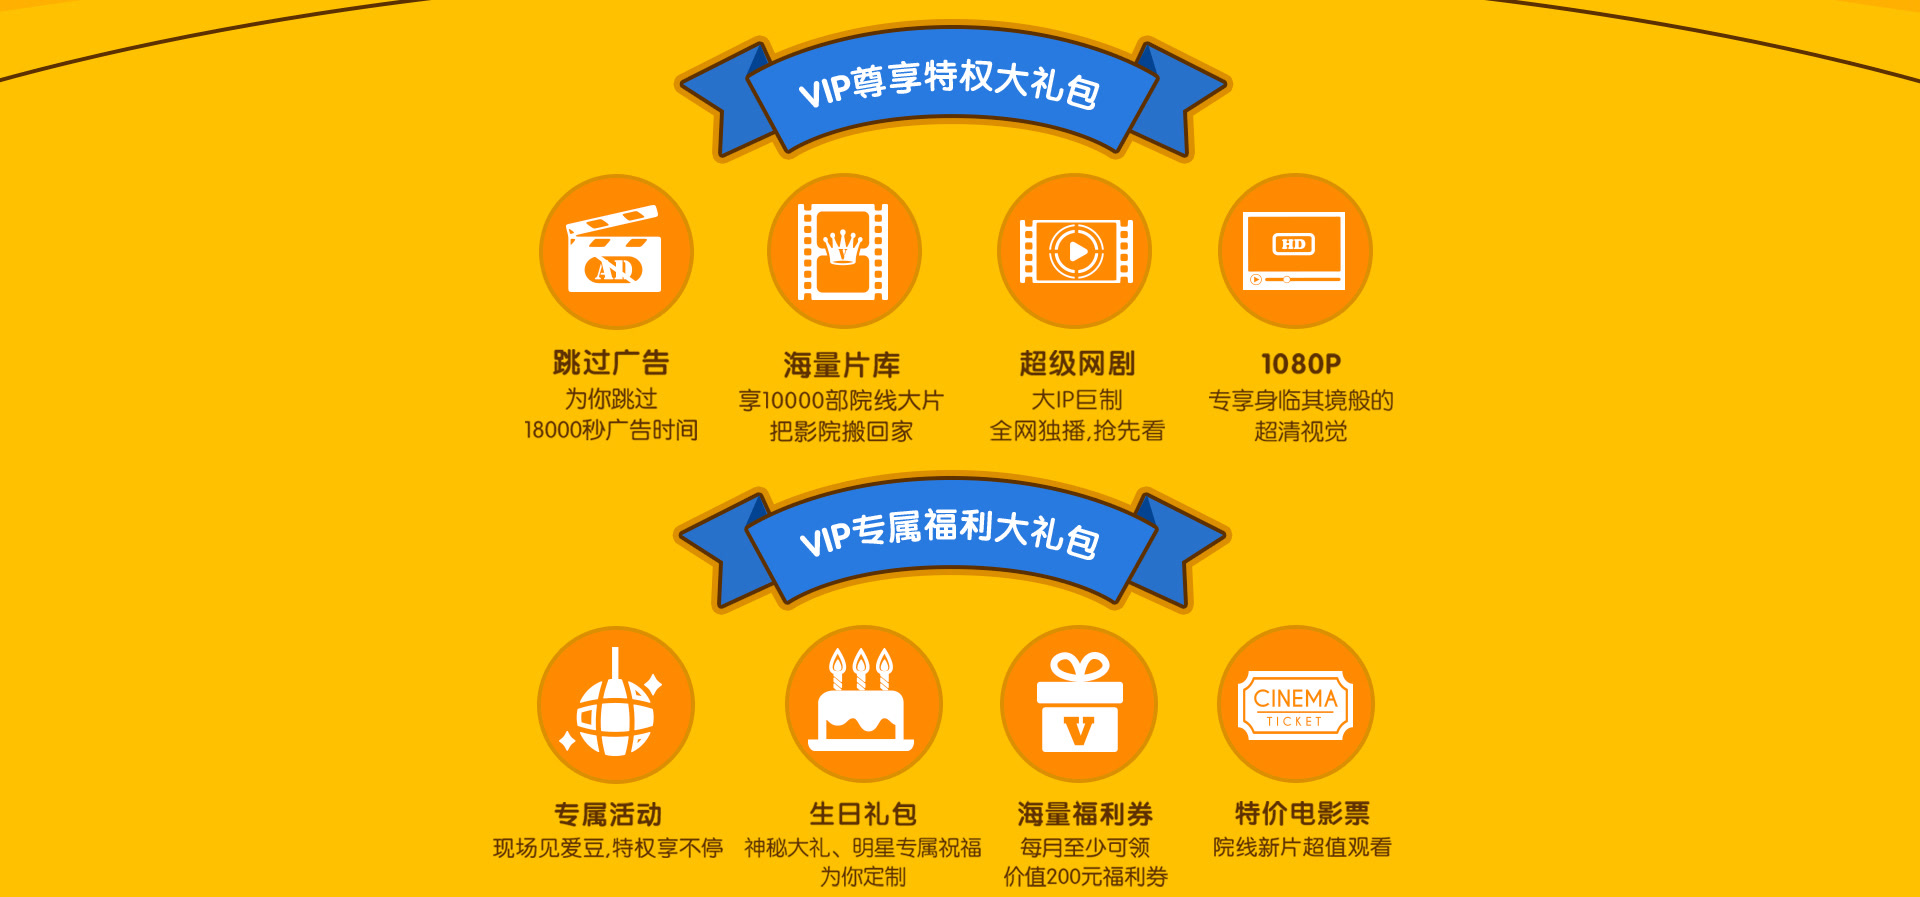 VIP尊享特权大礼包
AD
V
HD
跳过广告
为你跳过
18000秒广告时间
海量片库
享10000部院线大片
把影院搬回家
超级网剧
大IP巨制
全网独播,抢先看
1080P
专享身临其境般的
超清视觉
VIP专属福利大礼包
V
CINEMA
TICKET
专属活动
现场见爱豆,特权享不停
生日礼包
神秘大礼、明星专属祝福
为你定制
海量福利券
每月至少可领
价值200元福利券
特价电影票
院线新片超值观看